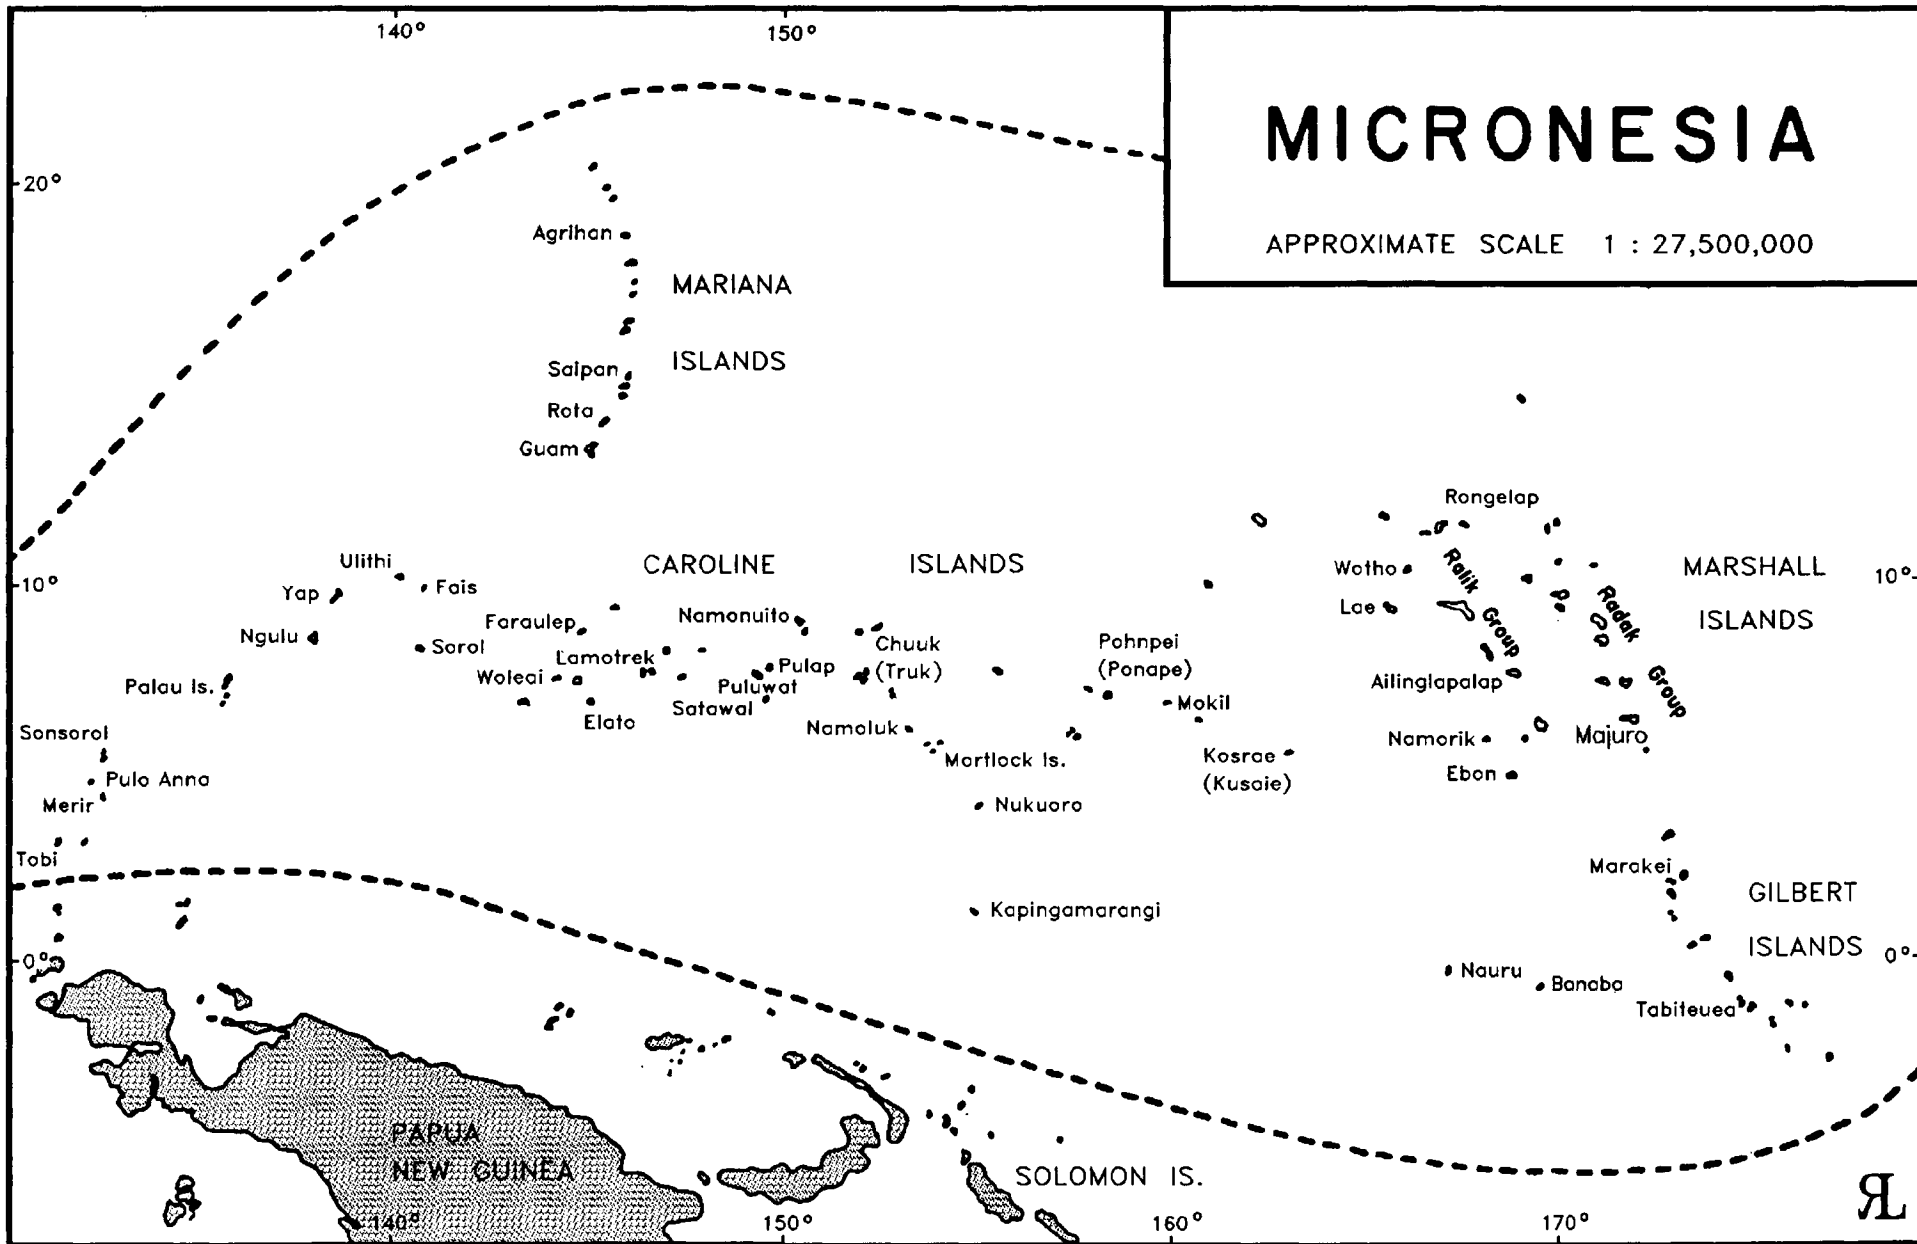 140°
150°
MICRONESIA
APPROXIMATE SCALE 1 : 27,500,000
20°
Agrihan
MARIANA
ISLANDS
Saipan
Rota
Guam
Rongelap
Ulithi
CAROLINE ISLANDS
MARSHALL
ISLANDS
10°
10°
Yap
Fais
Wotho
Ralik Group
Radak Group
Lae
Faraulep
Namonuito
Ngulu
Sorol
Chuuk
(Truk)
Pohnpei
(Ponape)
Lamotrek
Pulap
Woleai
Puluwat
Palau Is.
Ailinglapalap
Satawal
Mokil
Elato
Namoluk
Sonsorol
Namorik
Majuro
Mortlock Is.
Kosrae
(Kusaie)
Ebon
Pulo Anna
Merir
Nukuoro
Tobi
Marakei
GILBERT
ISLANDS
Kapingamarangi
0°
0°
Nauru
Banaba
Tabiteuea
PAPUA
NEW GUINEA
SOLOMON IS.
140°
150°
160°
170°
RL